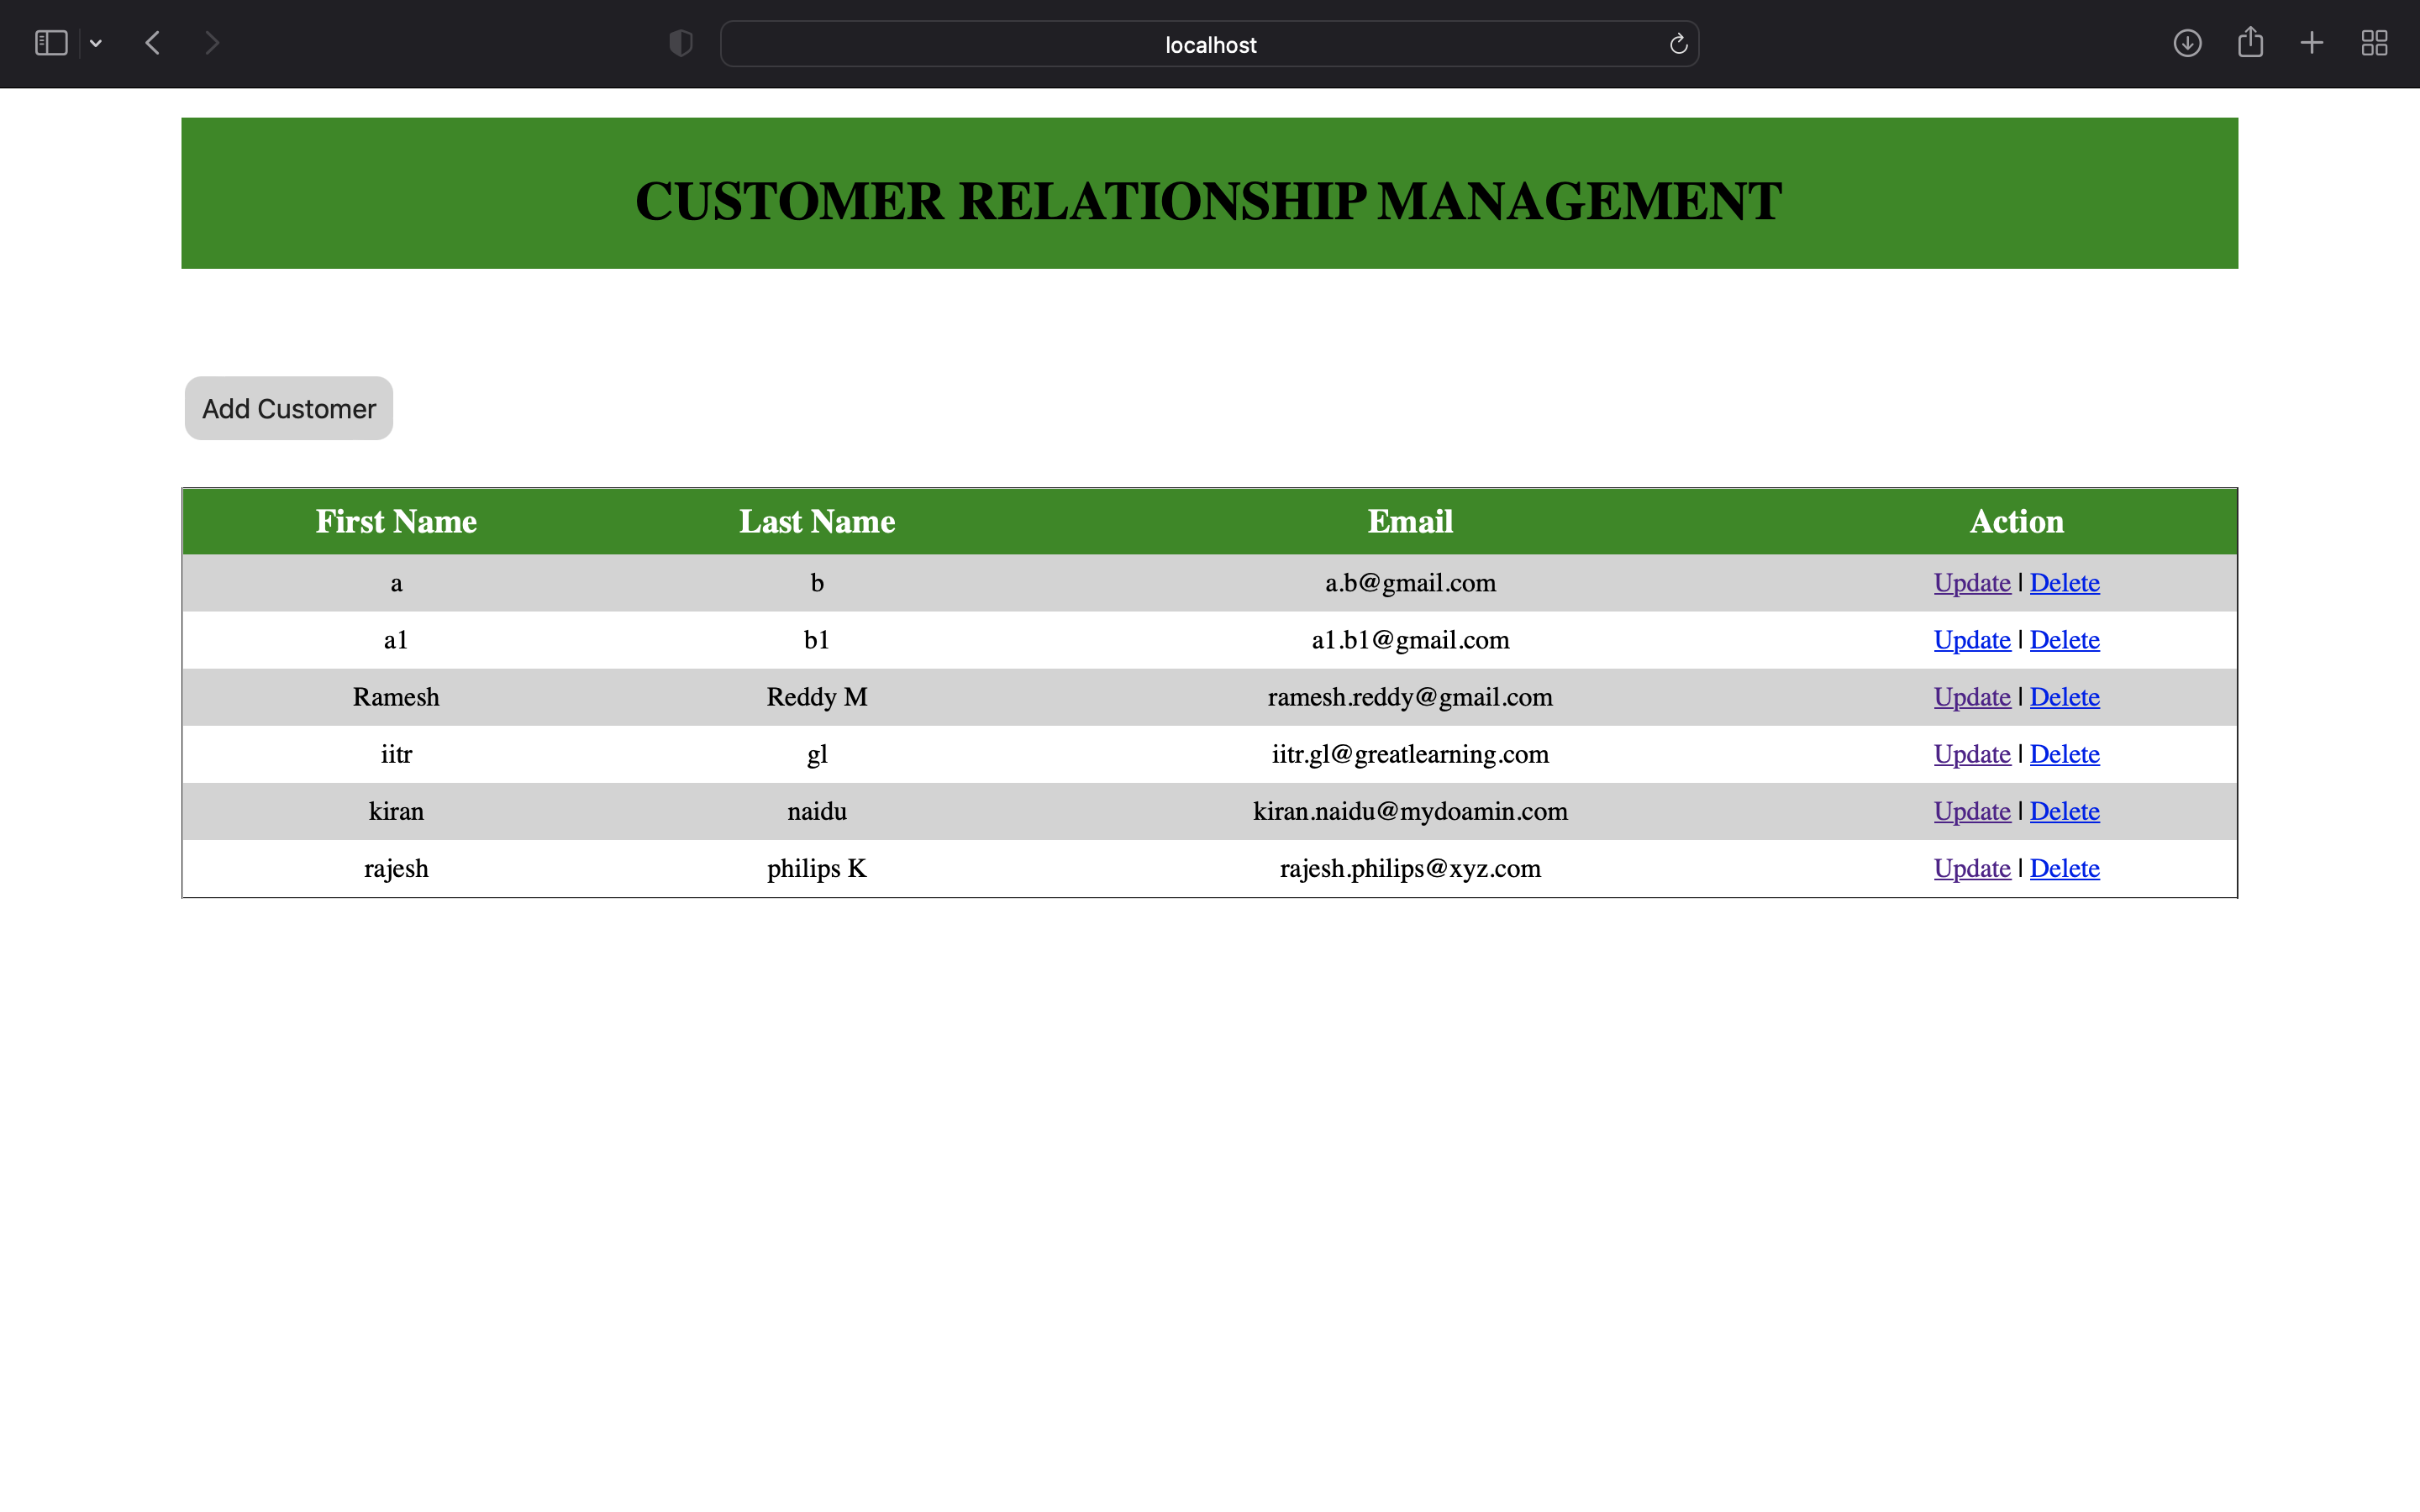 localhost
CUSTOMER RELATIONSHIP MANAGEMENT
Add Customer
First Name Last Name Email Action
a b a.b@gmail.com Update | Delete
a1 b1 a1.b1@gmail.com Update | Delete
Ramesh Reddy M ramesh.reddy@gmail.com Update | Delete
iitr gl iitr.gl@greatlearning.com Update | Delete
kiran naidu kiran.naidu@mydoamin.com Update | Delete
rajesh philips K rajesh.philips@xyz.com Update | Delete